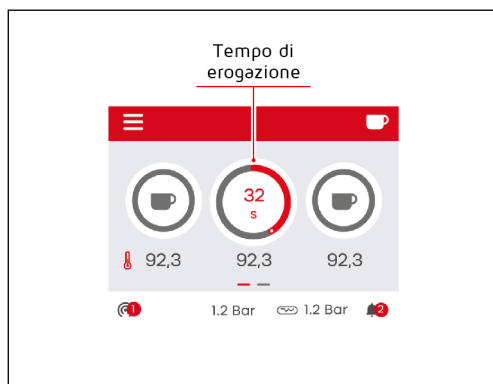 Tempo di
erogazione
32
s
92,3 92,3 92,3
1 1.2 Bar 1.2 Bar 2